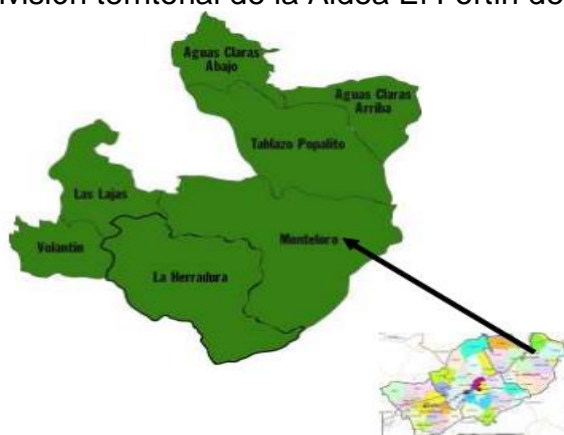 visión territorial de la Aldea El Fortín de
Aguas Claras
Abajo
Aguas Claras
Arriba
Tablazo Popalito
Las Lajas
Monteloro
Volantín
La Herradura